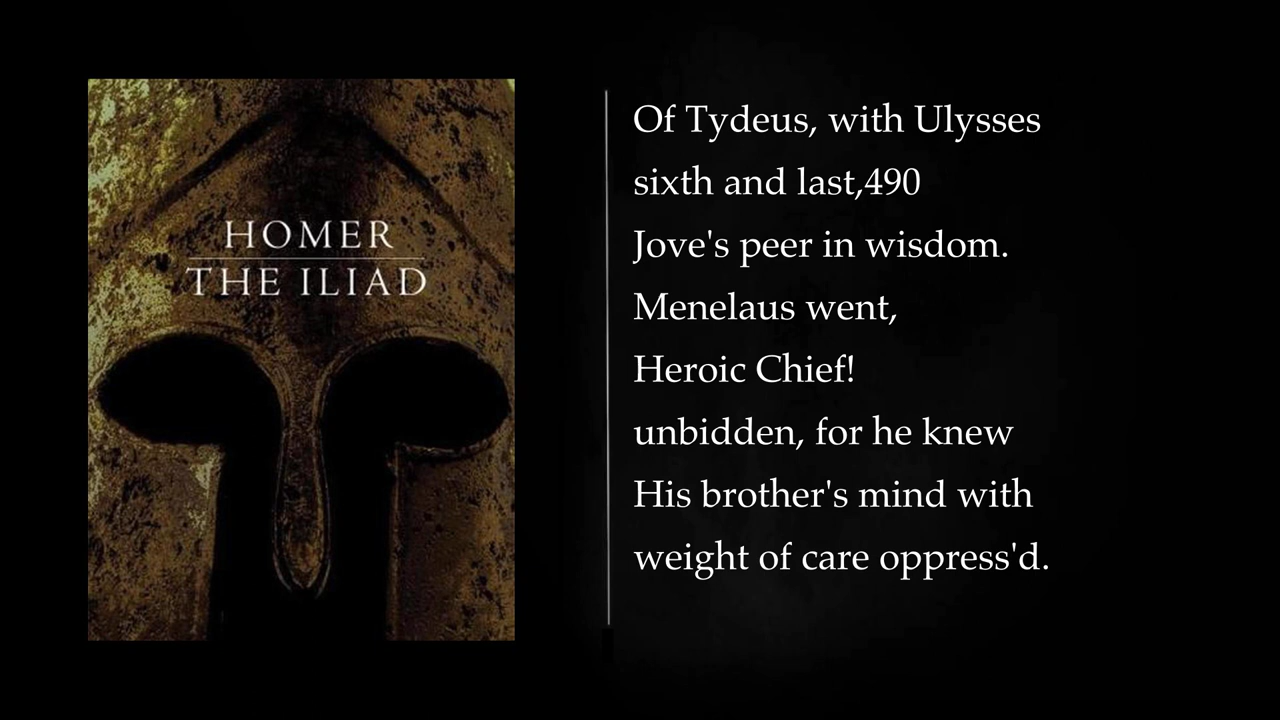 HOMER
THE ILIAD
Of Tydeus, with Ulysses
sixth and last,490
Jove's peer in wisdom.
Menelaus went,
Heroic Chief!
unbidden, for he knew
His brother's mind with
weight of care oppress'd.